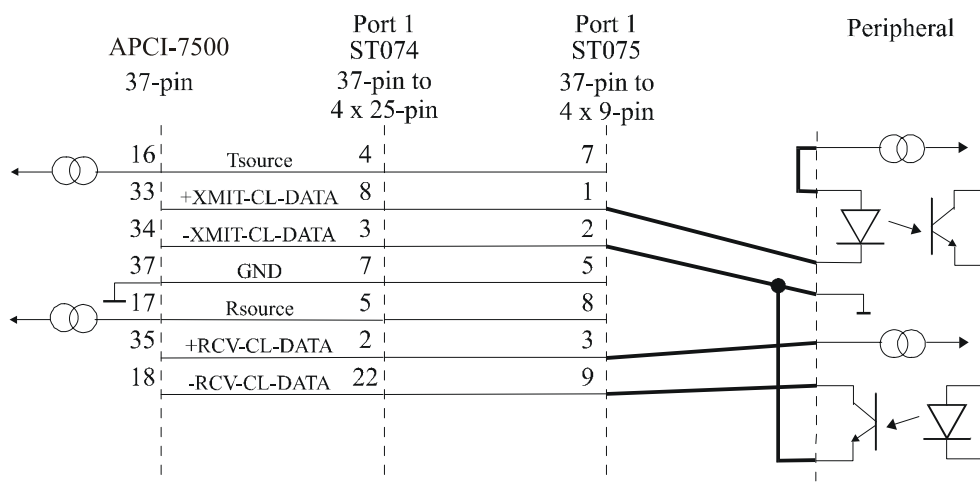 APCI-7500
37-pin
Port 1
ST074
37-pin to
4 x 25-pin
Port 1
ST075
37-pin to
4 x 9-pin
Peripheral
16 Tsource 4 7
33 +XMIT-CL-DATA 8 1
34 -XMIT-CL-DATA 3 2
37 GND 7 5
17 Rsource 5 8
35 +RCV-CL-DATA 2 3
18 -RCV-CL-DATA 22 9